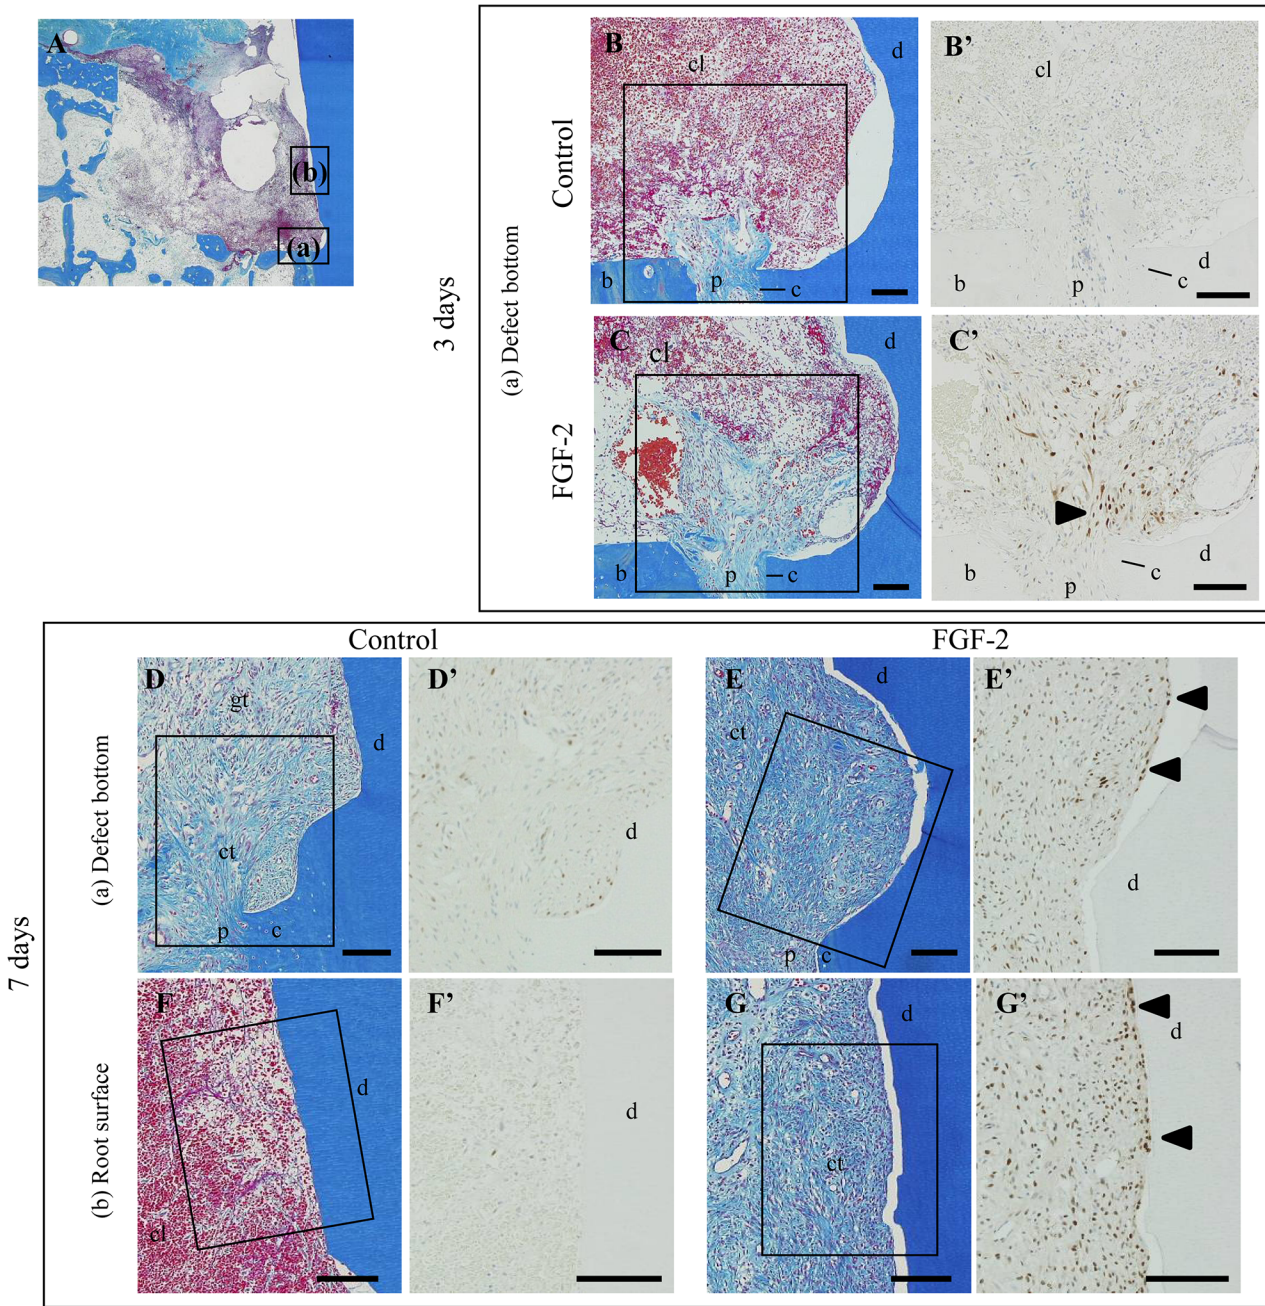 A
(b)
(a)
3 days
(a) Defect bottom
Control
B
cl
d
b
p
c
B’
cl
d
b
p
c
FGF-2
C
cl
d
b
p
c
C’
d
b
p
c
7 days
Control
FGF-2
(a) Defect bottom
D
gt
d
ct
p
c
D’
d
E
d
ct
p
c
E’
d
(b) Root surface
F
d
cl
F’
d
G
d
ct
G’
d